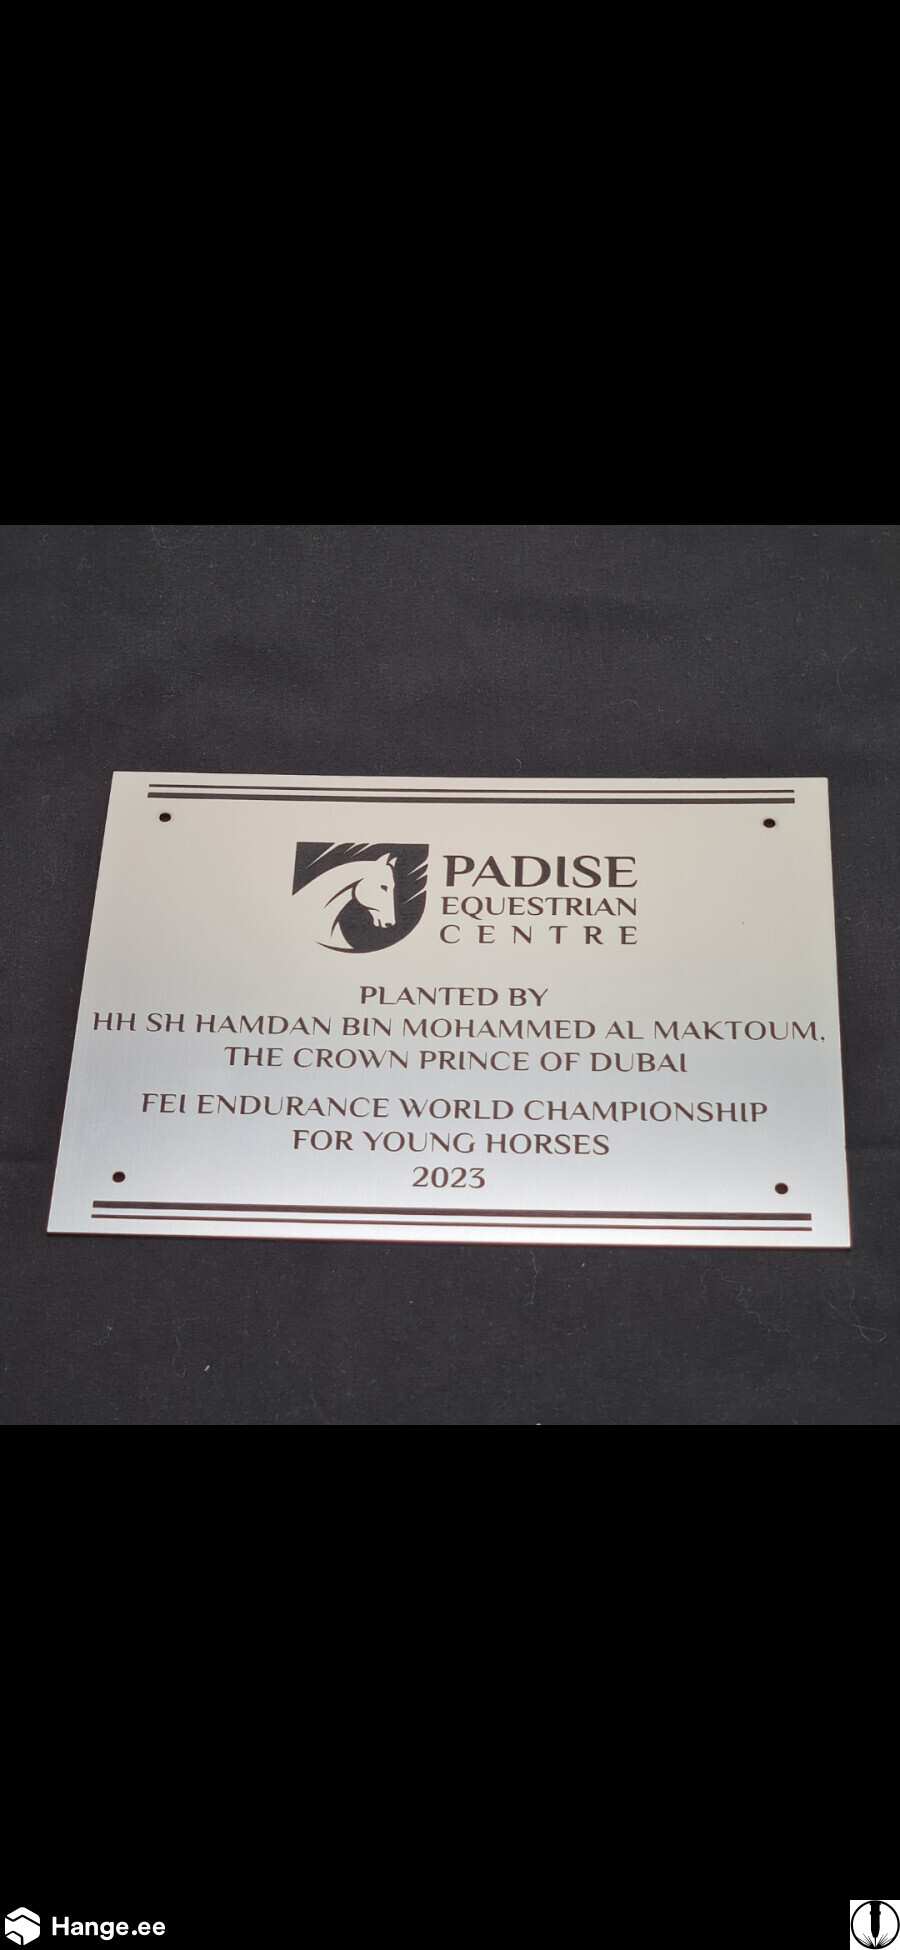 PADISE
EQUESTRIAN
CENTRE
PLANTED BY
HH SH HAMDAN BIN MOHAMMED AL MAKTOUM,
THE CROWN PRINCE OF DUBAI
FEI ENDURANCE WORLD CHAMPIONSHIP
FOR YOUNG HORSES
2023
Hange.ee